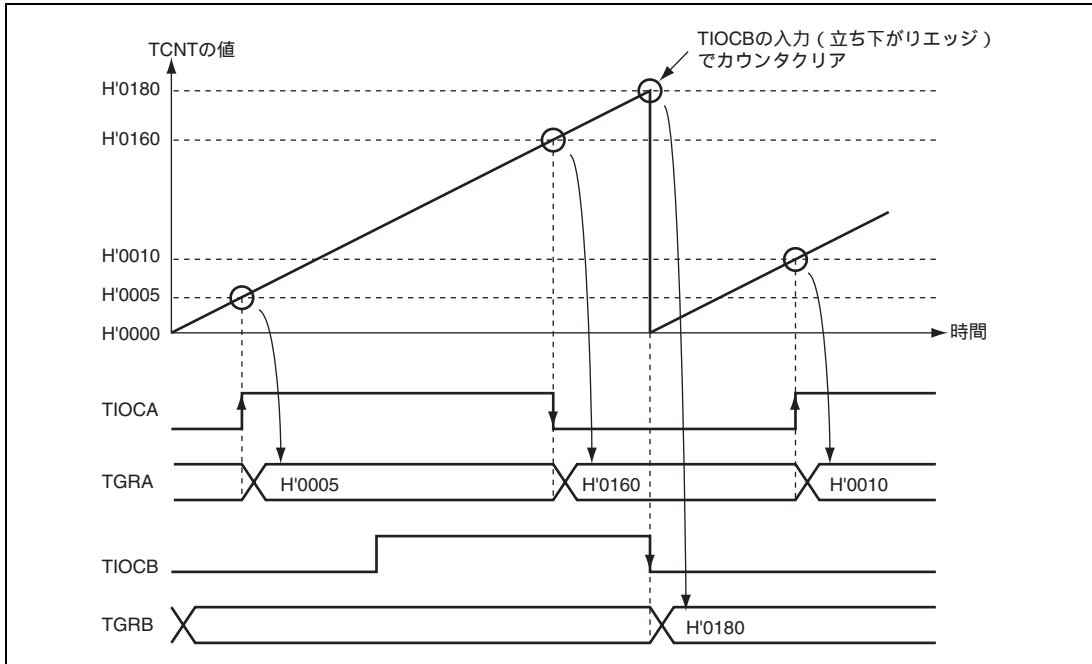 TCNTの値
TIOCBの入力（立ち下がりエッジ）
でカウンタクリア
H'0180
H'0160
H'0010
H'0005
H'0000
時間
TIOCA
TGRA
H'0005
H'0160
H'0010
TIOCB
TGRB
H'0180